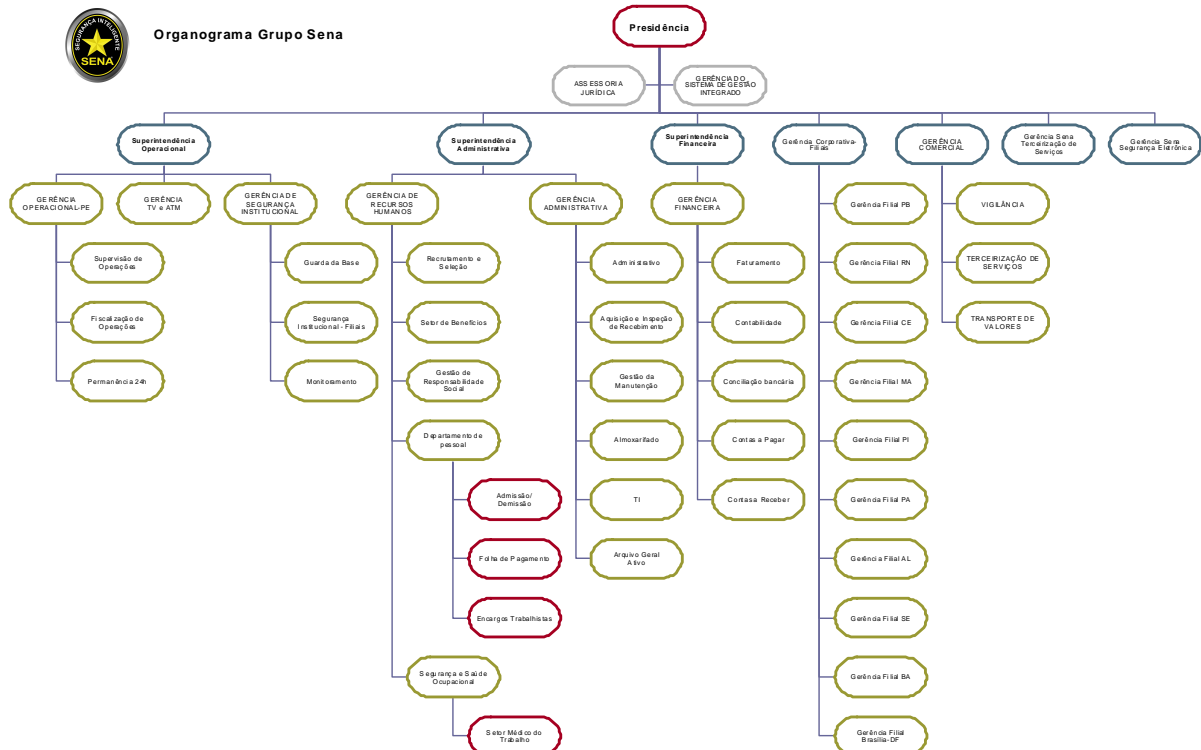 SEGURANÇA INTELIGENTE
SENA
Organograma Grupo Sena
Presidência
ASSESSORIA
JURÍDICA
GERÊNCIA DO
SISTEMA DE GESTÃO
INTEGRADO
Superintendência
Operacional
Superintendência
Administrativa
Superintendência
Financeira
Gerência Corporativa-
Filiais
GERÊNCIA
COMERCIAL
Gerência Sena
Terceirização de
Serviços
Gerência Sena
Segurança Eletrônica
GERÊNCIA
OPERACIONAL-PE
GERÊNCIA
TV e ATM
GERÊNCIA DE
SEGURANÇA
INSTITUCIONAL
GERÊNCIA DE
RECURSOS
HUMANOS
GERÊNCIA
ADMINISTRATIVA
GERÊNCIA
FINANCEIRA
Gerência Filial PB
VIGILÂNCIA
Supervisão de
Operações
Guarda da Base
Recrutamento e
Seleção
Administrativo
Faturamento
Gerência Filial RN
TERCEIRIZAÇÃO DE
SERVIÇOS
Fiscalização de
Operações
Segurança
Institucional - Filiais
Setor de Benefícios
Aquisição e Inspeção
de Recebimento
Contabilidade
Gerência Filial CE
TRANSPORTE DE
VALORES
Permanência 24h
Monitoramento
Gestão de
Responsabilidade
Social
Gestão da
Manutenção
Conciliação bancária
Gerência Filial MA
Departamento de
pessoal
Almoxarifado
Contas a Pagar
Gerência Filial PI
Admissão/
Demissão
TI
Contas a Receber
Gerência Filial PA
Folha de Pagamento
Arquivo Geral
Ativo
Gerência Filial AL
Encargos Trabalhistas
Gerência Filial SE
Segurança e Saúde
Ocupacional
Gerência Filial BA
Setor Médico do
Trabalho
Gerência Filial
Brasília-DF